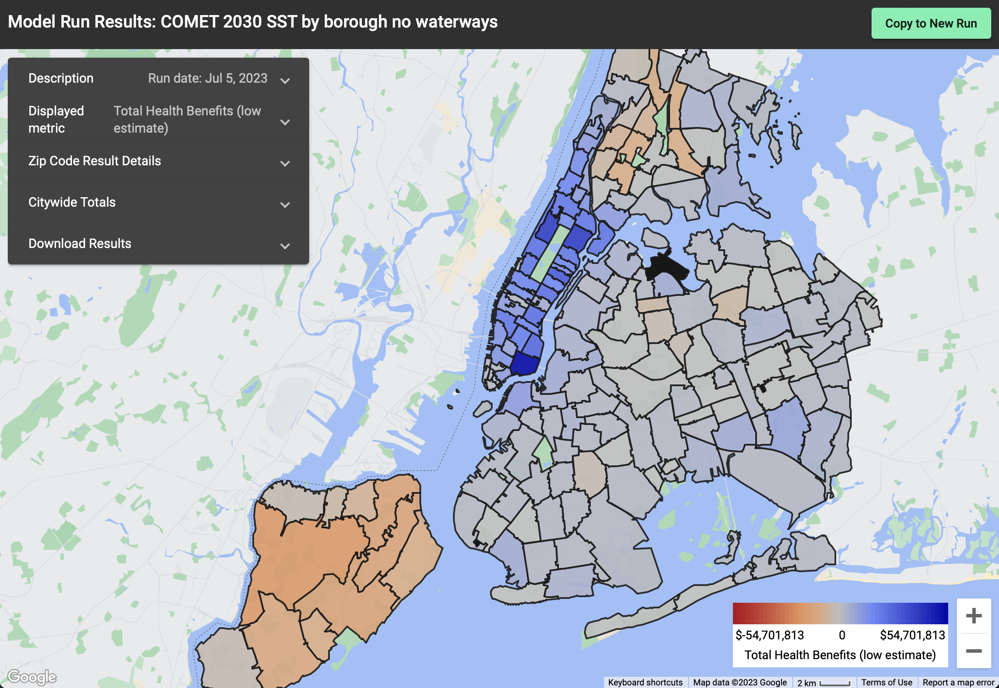 Model Run Results: COMET 2030 SST by borough no waterways
Copy to New Run
Description
Run date: Jul 5, 2023
Displayed
metric
Total Health Benefits (low
estimate)
Zip Code Result Details
Citywide Totals
Download Results
$-54,701,813
0
$54,701,813
Total Health Benefits (low estimate)
Google
Keyboard shortcuts
Map data ©2023 Google
2 km
Terms of Use
Report a map error